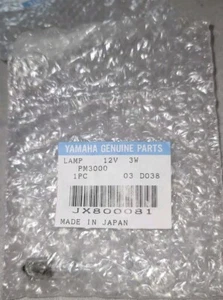 YAMAHA GENUINE PARTS
LAMP 12V 3W
PM3000
1PC 03 D038
JX800081
MADE IN JAPAN